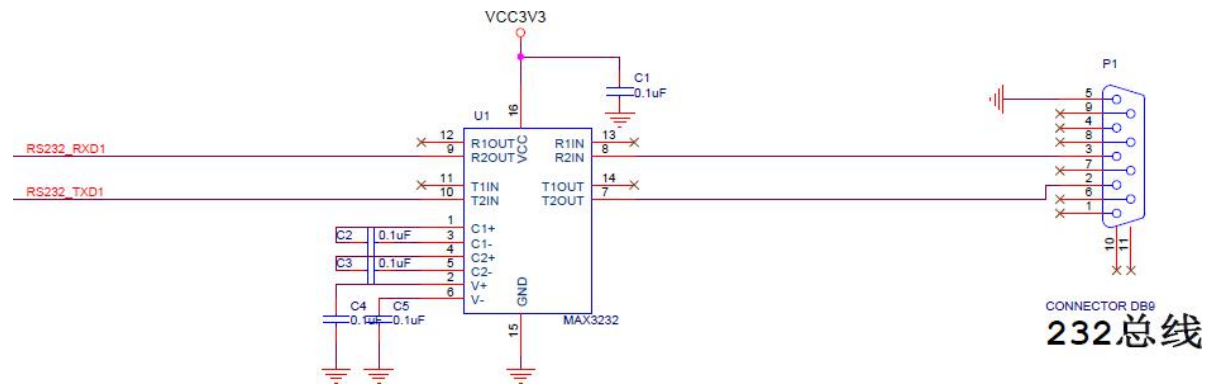 VCC3V3
C1
0.1uF
P1
U1
16
VCC
12 R1OUT R1IN 13
RS232_RXD1 9 R2OUT R2IN 8
11 T1IN T1OUT 14
RS232_TXD1 10 T2IN T2OUT 7
1 C1+
C2 0.1uF 3 C1-
4 C2+
C3 0.1uF 5 C2-
2 V+
6 V-
C4 C5
0.1uF 0.1uF
GND
15
MAX3232
5
9
4
8
3
7
2
6
1
10 11
CONNECTOR DB9
232总线